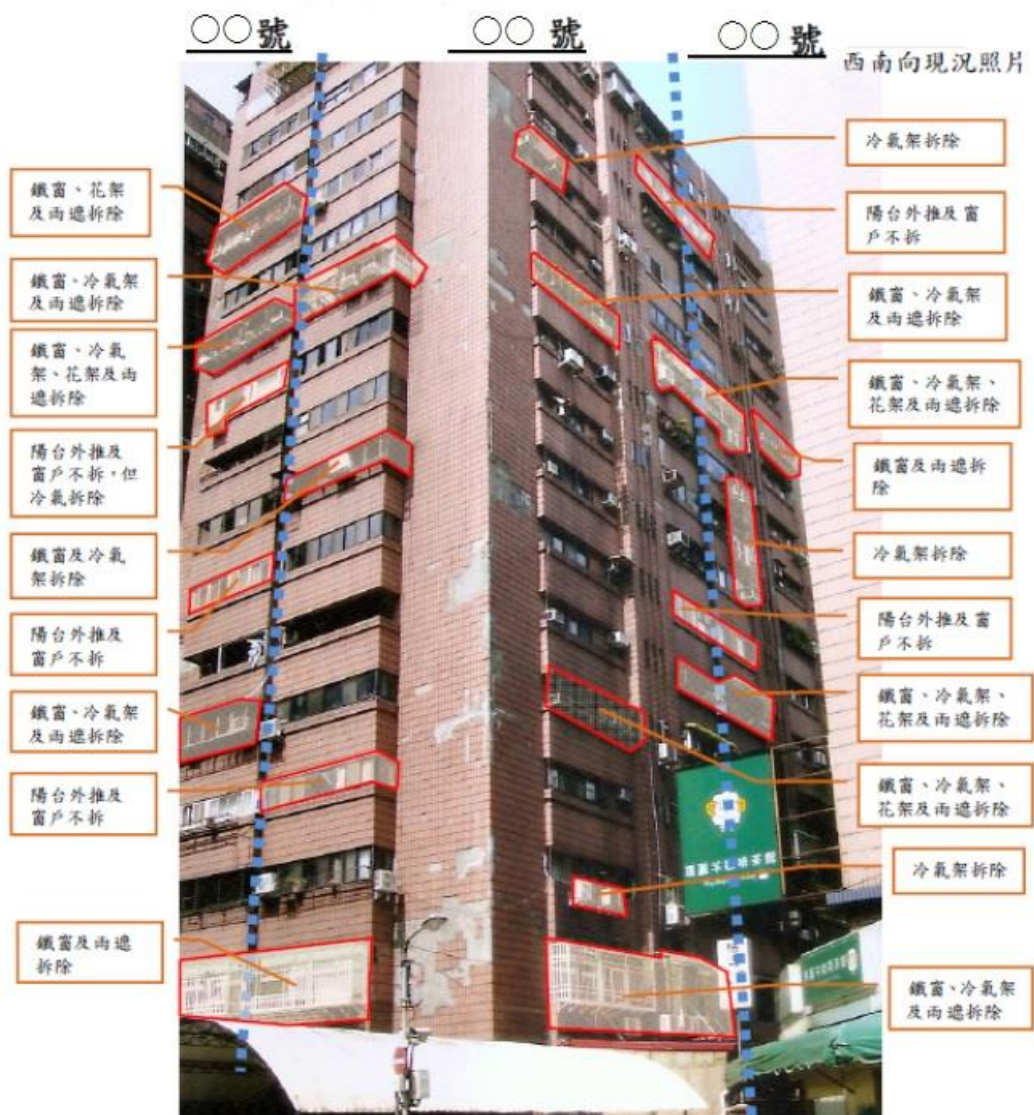 ○○號
○○ 號
○○ 號
西南向現況照片
鐵窗、花架
及雨遮拆除
鐵窗、冷氣架
及雨遮拆除
鐵窗、冷氣
架、花架及雨
遮拆除
陽台外推及
窗戶不拆，但
冷氣拆除
鐵窗及冷氣
架拆除
陽台外推及
窗戶不拆
鐵窗、冷氣架
及雨遮拆除
陽台外推及
窗戶不拆
鐵窗及雨遮
拆除
冷氣架拆除
陽台外推及窗
戶不拆
鐵窗、冷氣架
及雨遮拆除
鐵窗、冷氣架、
花架及雨遮拆除
鐵窗及雨遮拆
除
冷氣架拆除
陽台外推及窗
戶不拆
鐵窗、冷氣架、
花架及雨遮拆除
鐵窗、冷氣架、
花架及雨遮拆除
冷氣架拆除
鐵窗、冷氣架
及雨遮拆除